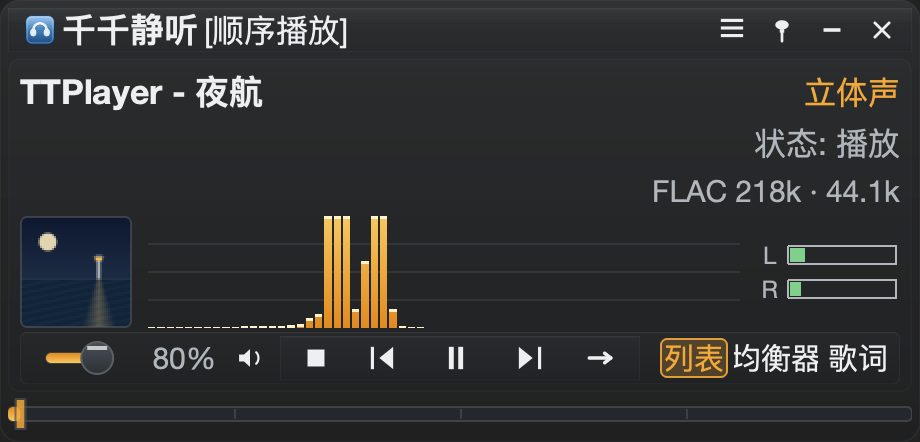 千千静听 [顺序播放]
TTPlayer - 夜航
立体声
状态: 播放
FLAC 218k · 44.1k
L
R
80%
列表 均衡器 歌词